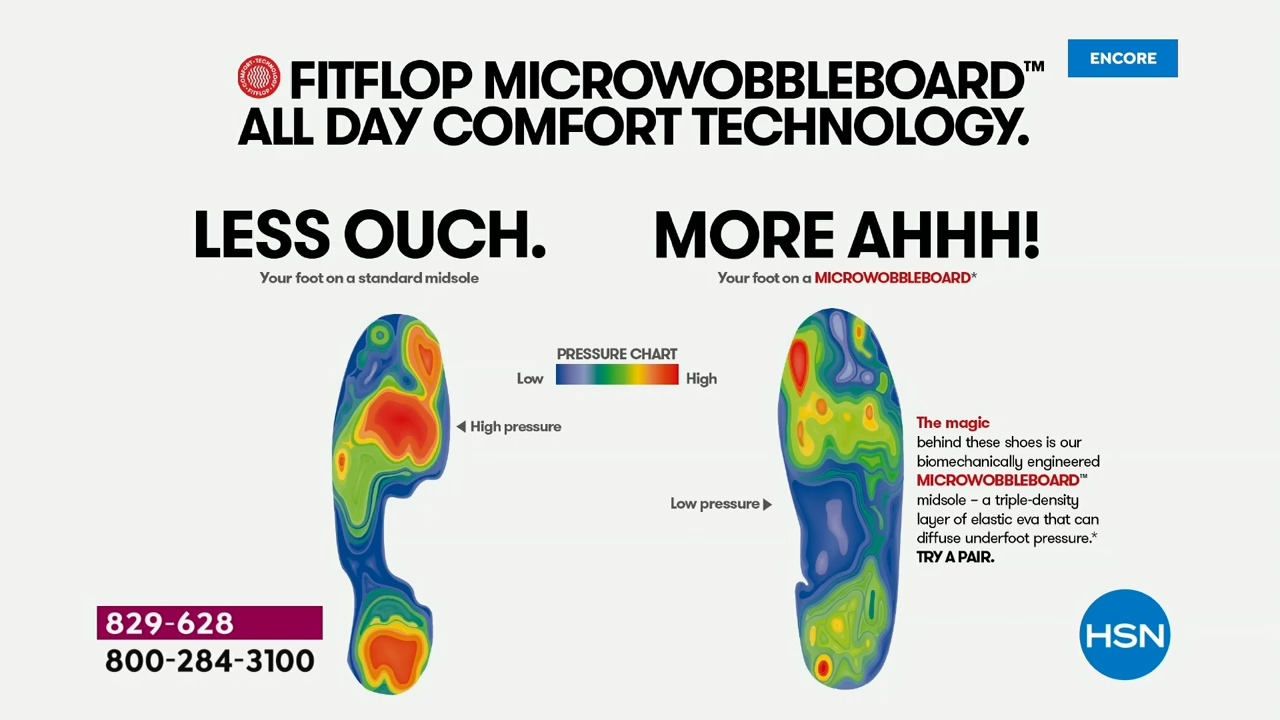 ENCORE
FITFLOP MICROWOBBLEBOARD™
ALL DAY COMFORT TECHNOLOGY.
LESS OUCH.
Your foot on a standard midsole
MORE AHHH!
Your foot on a MICROWOBBLEBOARD*
PRESSURE CHART
Low
High
High pressure
Low pressure
The magic
behind these shoes is our
biomechanically engineered
MICROWOBBLEBOARD™
midsole – a triple-density
layer of elastic eva that can
diffuse underfoot pressure.*
TRY A PAIR.
829-628
800-284-3100
HSN